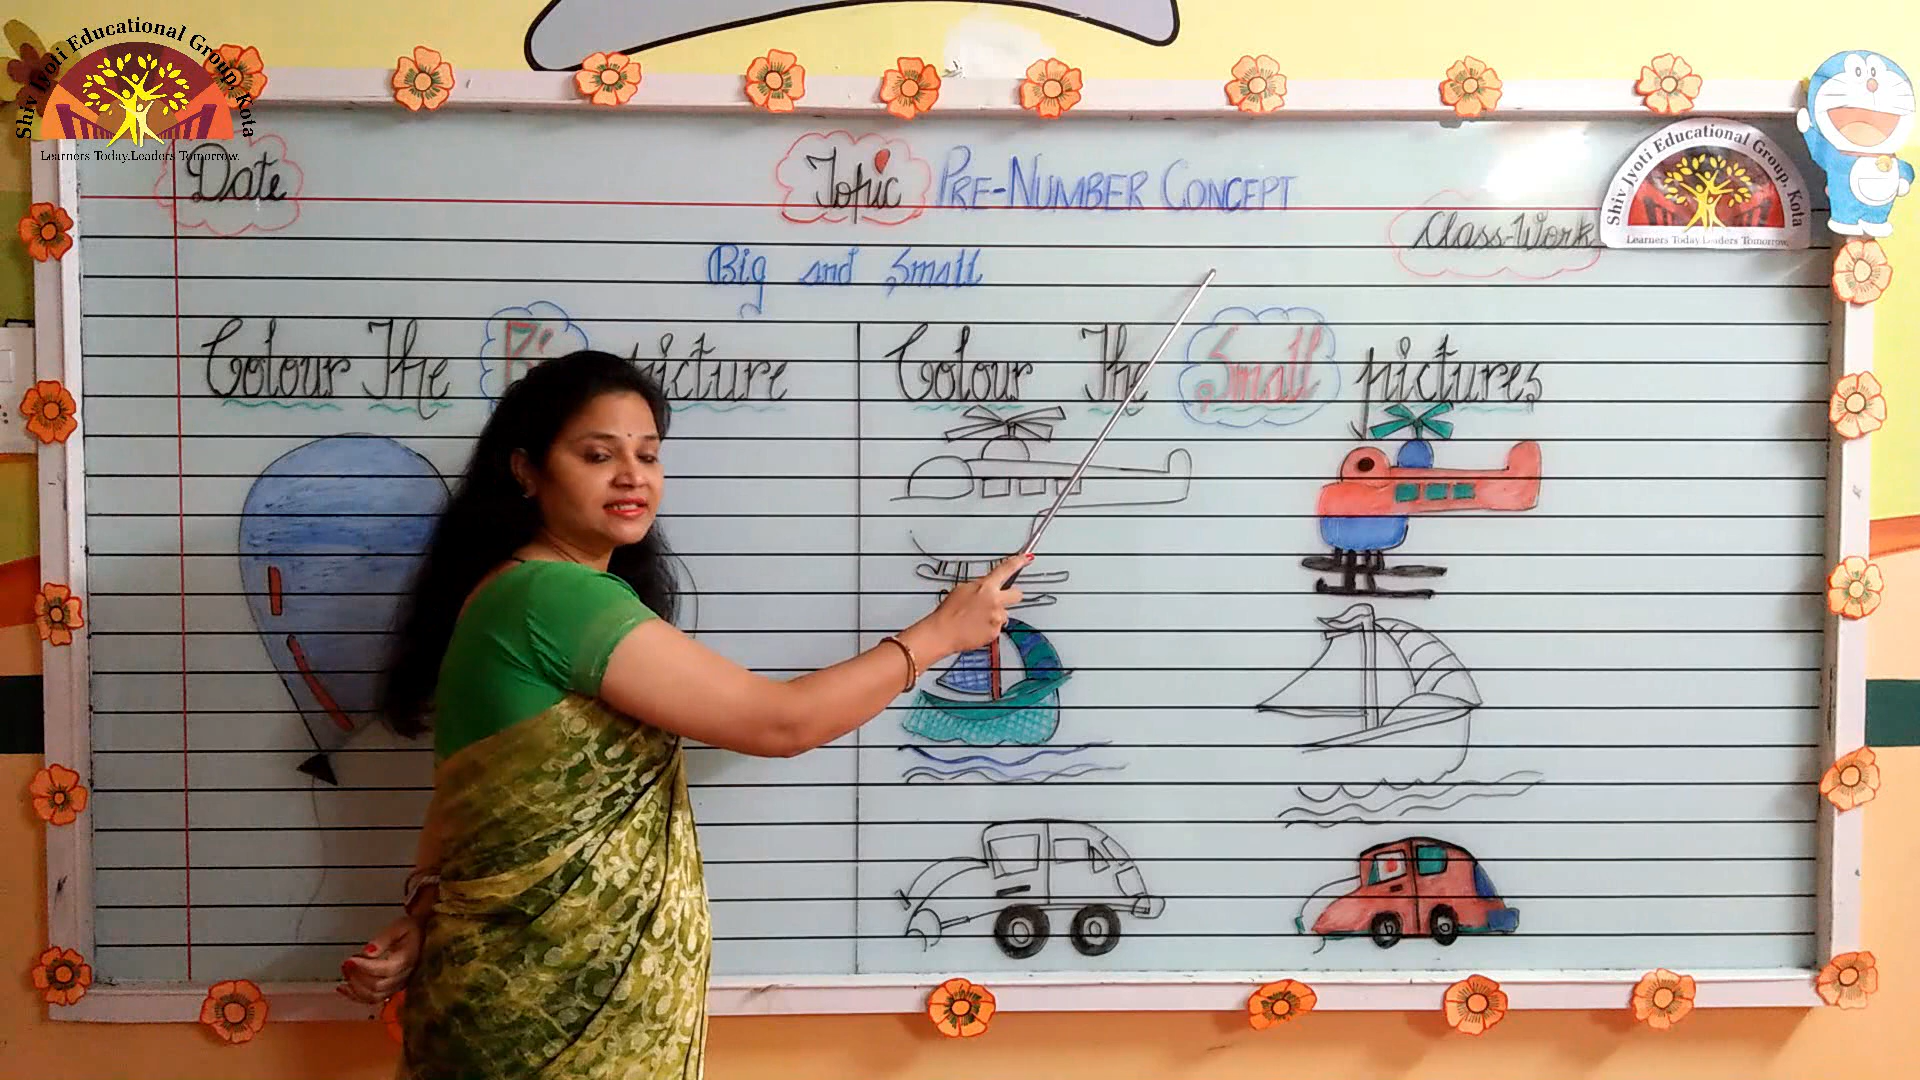 Shiv Jyoti Educational Group, Kota
Learners Today.Leaders Tomorrow.
Date
Topic PRE-NUMBER CONCEPT
Shiv Jyoti Educational Group, Kota
Learners Today.Leaders Tomorrow.
Class-Work
Big and Small
Colour The picture
Colour The Small pictures